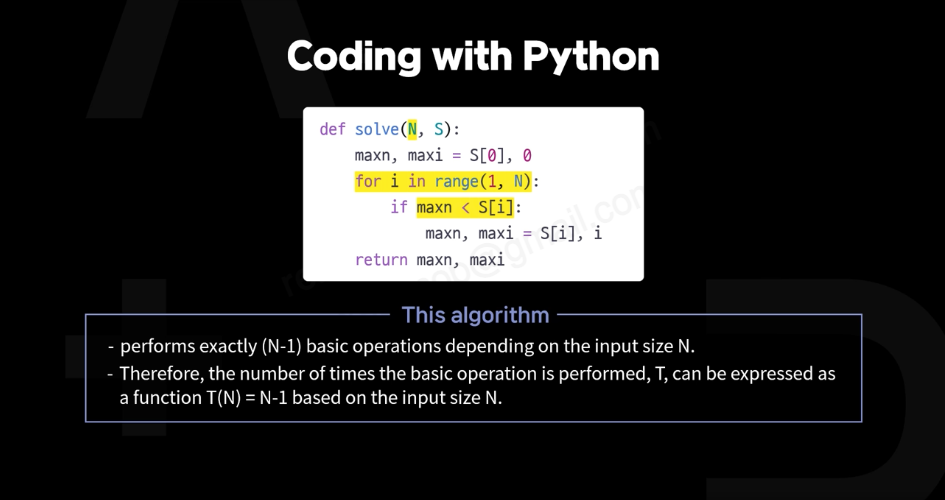 Coding with Python
def solve(N, S):
    maxn, maxi = S[0], 0
    for i in range(1, N):
        if maxn < S[i]:
            maxn, maxi = S[i], i
    return maxn, maxi
This algorithm
- performs exactly (N-1) basic operations depending on the input size N.
- Therefore, the number of times the basic operation is performed, T, can be expressed as
a function T(N) = N-1 based on the input size N.